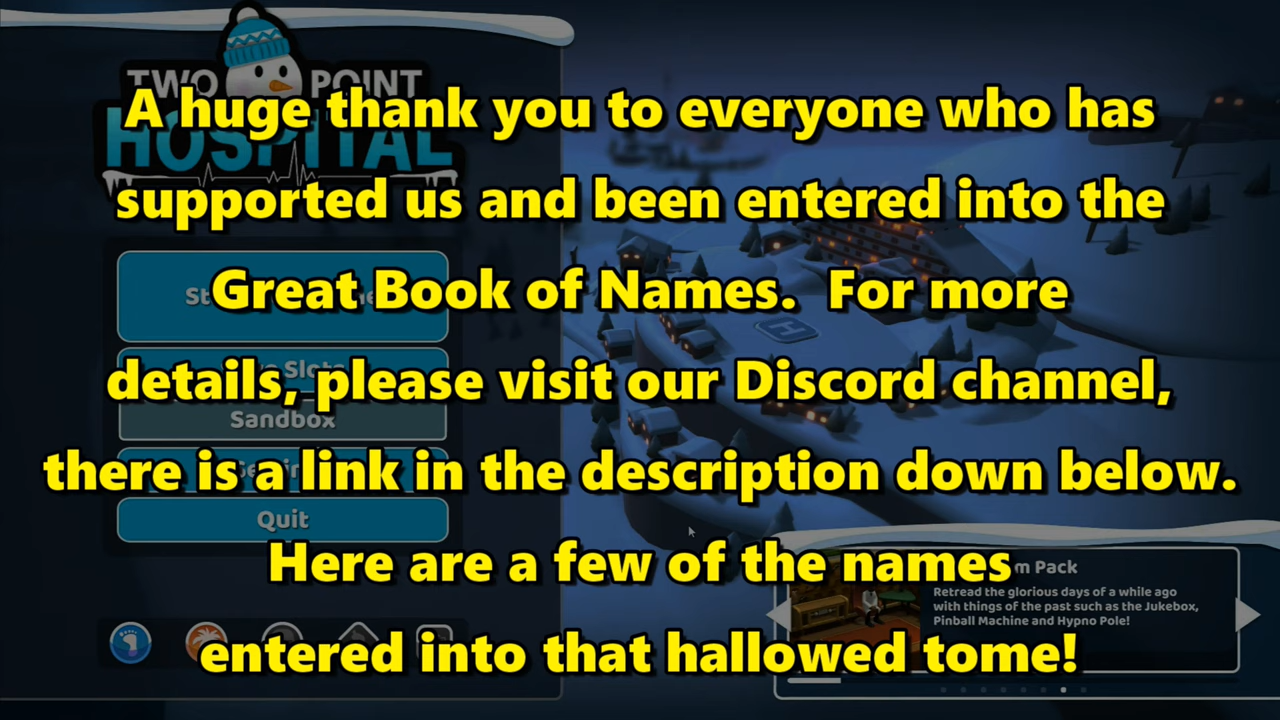 TWO POINT
HOSPITAL
A huge thank you to everyone who has
supported us and been entered into the
Great Book of Names.  For more
details, please visit our Discord channel,
there is a link in the description down below.
Here are a few of the names
entered into that hallowed tome!
Sandbox
Quit
Pack
Retread the glorious days of a while ago
with things of the past such as the Jukebox,
Pinball Machine and Hypno Pole!
H